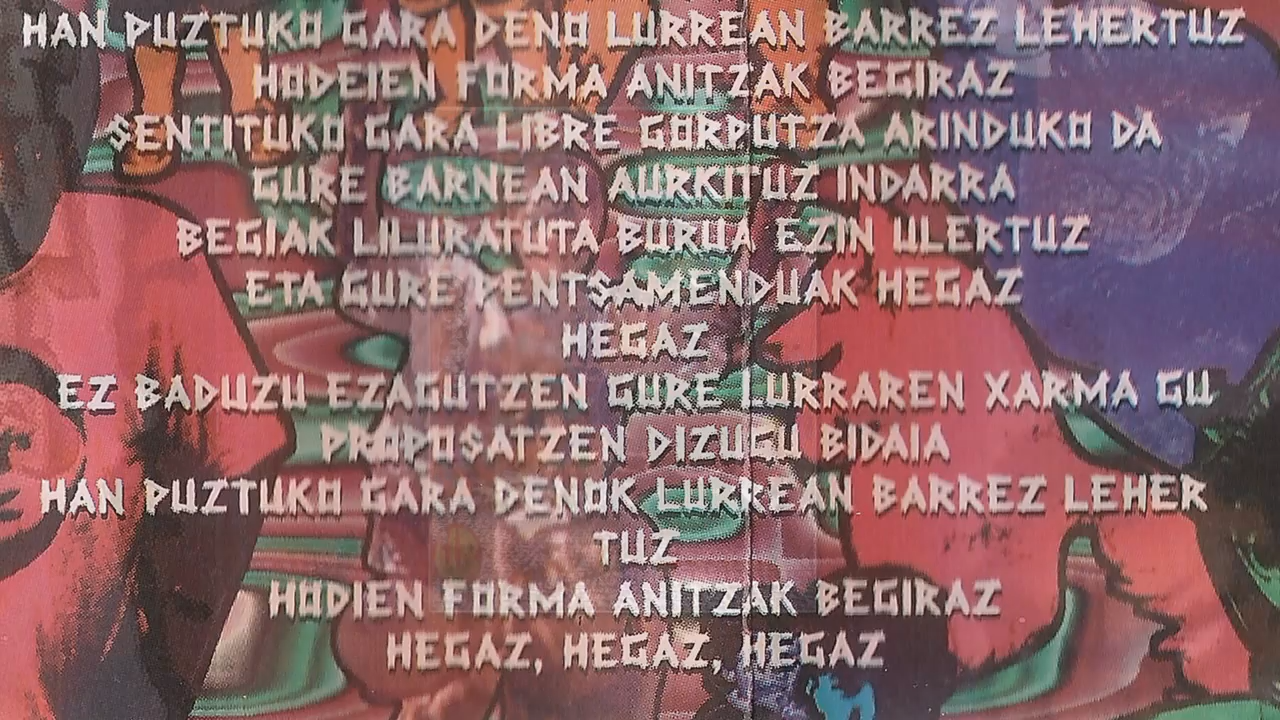 HAN PUZTUKO GARA DENO LURREAN BARREZ LEHERTUZ
HODEIEN FORMA ANITZAK BEGIRAZ
SENTITUKO GARA LIBRE GORPUTZA ARINDUKO DA
GURE BARNEAN AURKITUZ INDARRA
BEGIAK LILURATUTA BURUA EZIN ULERTUZ
ETA GURE PENTSAMENDUAK HEGAZ
HEGAZ
EZ BADUZU EZAGUTZEN GURE LURRAREN XARMA GU
PROPOSATZEN DIZUGU BIDAIA
HAN PUZTUKO GARA DENOK LURREAN BARREZ LEHER
TUZ
HODIEN FORMA ANITZAK BEGIRAZ
HEGAZ, HEGAZ, HEGAZ